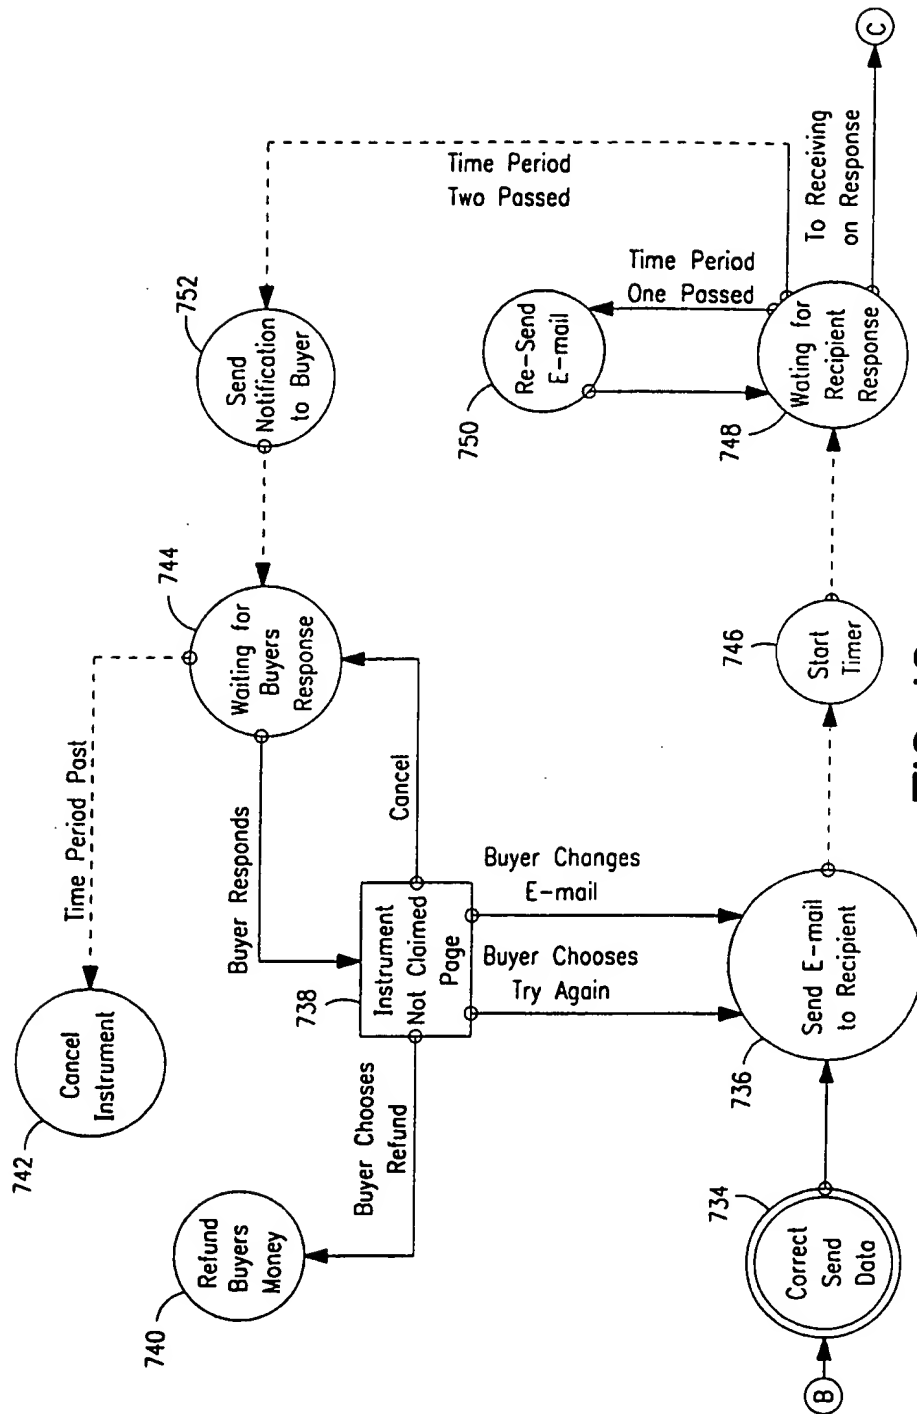 742
Cancel
Instrument
Time Period Past
740
Refund
Buyers
Money
744
Waiting for
Buyers
Response
752
Send
Notification
to Buyer
Buyer Responds
Buyer Chooses
Refund
738
Instrument
Not Claimed
Page
Cancel
Time Period
Two Passed
Buyer Chooses
Try Again
Buyer Changes
E-mail
750
Re-Send
E-mail
Time Period
One Passed
B
734
Correct
Send
Data
736
Send E-mail
to Recipient
746
Start
Timer
748
Wating for
Recipient
Response
To Receiving
on Response
C